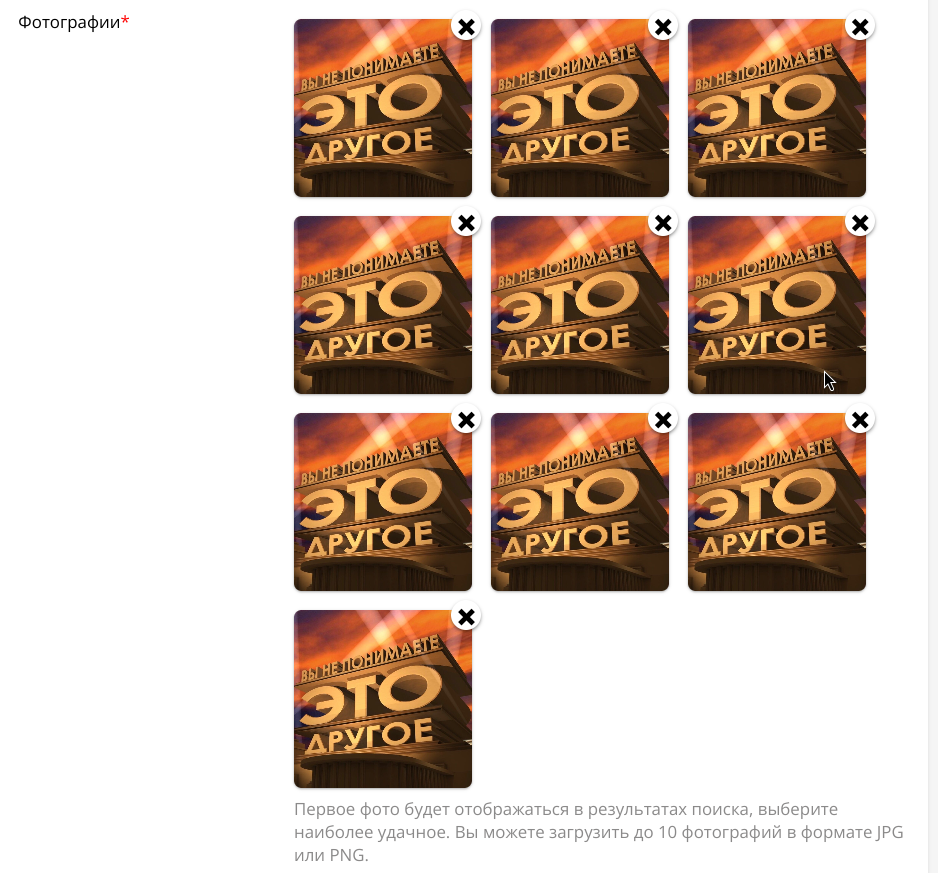 Фотографии*
ВЫ НЕ ПОНИМАЕТЕ
ЭТО
ДРУГОЕ
ВЫ НЕ ПОНИМАЕТЕ
ЭТО
ДРУГОЕ
ВЫ НЕ ПОНИМАЕТЕ
ЭТО
ДРУГОЕ
ВЫ НЕ ПОНИМАЕТЕ
ЭТО
ДРУГОЕ
ВЫ НЕ ПОНИМАЕТЕ
ЭТО
ДРУГОЕ
ВЫ НЕ ПОНИМАЕТЕ
ЭТО
ДРУГОЕ
ВЫ НЕ ПОНИМАЕТЕ
ЭТО
ДРУГОЕ
ВЫ НЕ ПОНИМАЕТЕ
ЭТО
ДРУГОЕ
ВЫ НЕ ПОНИМАЕТЕ
ЭТО
ДРУГОЕ
ВЫ НЕ ПОНИМАЕТЕ
ЭТО
ДРУГОЕ
Первое фото будет отображаться в результатах поиска, выберите
наиболее удачное. Вы можете загрузить до 10 фотографий в формате JPG
или PNG.